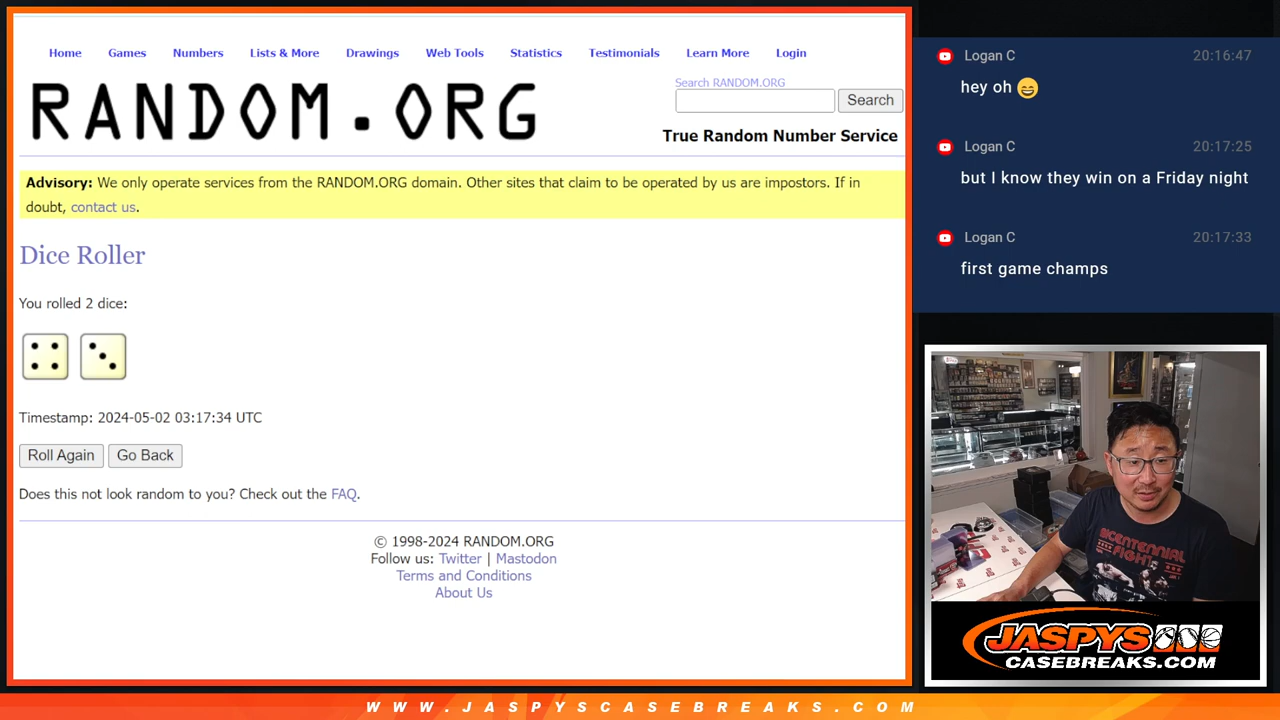 Home Games Numbers Lists & More Drawings Web Tools Statistics Testimonials Learn More Login
RANDOM.ORG
Search RANDOM.ORG
Search
True Random Number Service
Advisory: We only operate services from the RANDOM.ORG domain. Other sites that claim to be operated by us are impostors. If in
doubt, contact us.
Dice Roller
You rolled 2 dice:
Timestamp: 2024-05-02 03:17:34 UTC
Roll Again Go Back
Does this not look random to you? Check out the FAQ.
© 1998-2024 RANDOM.ORG
Follow us: Twitter | Mastodon
Terms and Conditions
About Us
Logan C 20:16:47
hey oh 😄
Logan C 20:17:25
but I know they win on a Friday night
Logan C 20:17:33
first game champs
BICENTENNIAL
FIGHT
JASPYS
CASEBREAKS.COM
WWW.JASPYSCASEBREAKS.COM